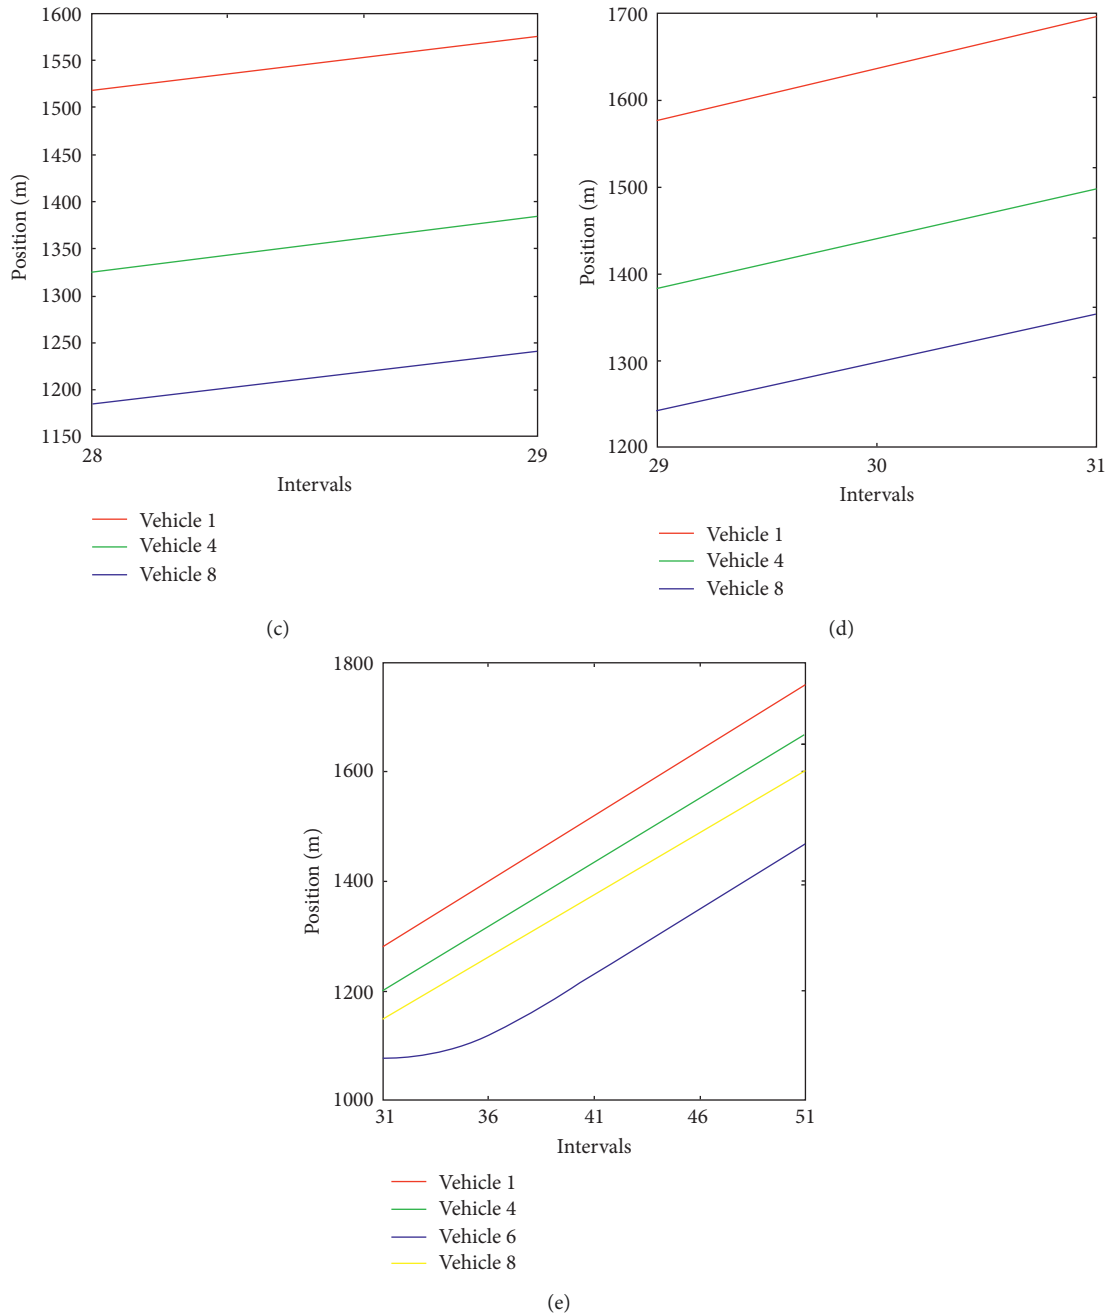 1600
1550
1500
1450
1400
1350
1300
1250
1200
1150
Position (m)
28
29
Intervals
Vehicle 1
Vehicle 4
Vehicle 8
(c)
1700
1600
1500
1400
1300
1200
Position (m)
29
30
31
Intervals
Vehicle 1
Vehicle 4
Vehicle 8
(d)
1800
1600
1400
1200
1000
Position (m)
31
36
41
46
51
Intervals
Vehicle 1
Vehicle 4
Vehicle 6
Vehicle 8
(e)